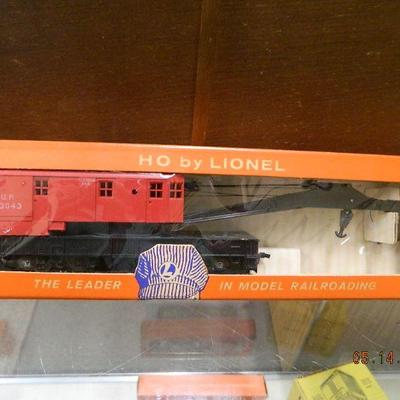 HO by LIONEL
U.P.
3043
L
THE LEADER IN MODEL RAILROADING
05.14.